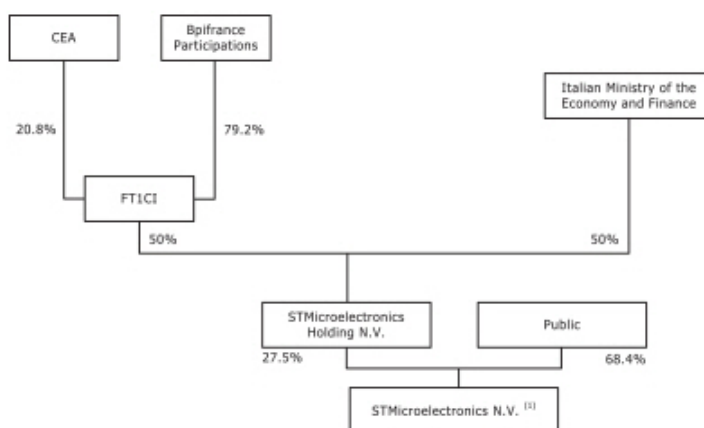 CEA
Bpifrance
Participations
Italian Ministry of the
Economy and Finance
20.8%
79.2%
FT1CI
50%
50%
STMicroelectronics
Holding N.V.
Public
27.5%
68.4%
STMicroelectronics N.V. [1]